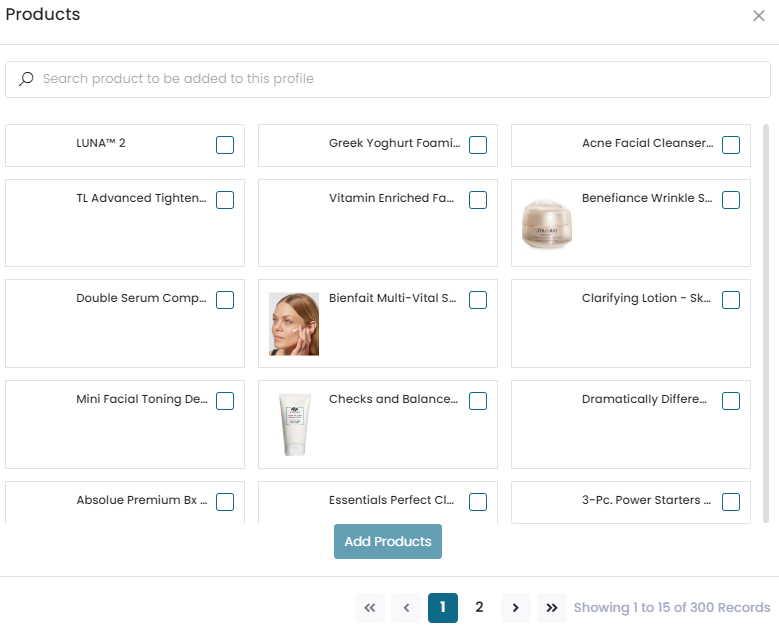 Products
Search product to be added to this profile
LUNA™ 2
Greek Yoghurt Foami...
Acne Facial Cleanser...
TL Advanced Tighten...
Vitamin Enriched Fa...
Benefiance Wrinkle S...
SHISEIDO
Double Serum Comp...
Bienfait Multi-Vital S...
Clarifying Lotion - Sk...
Mini Facial Toning De...
Checks and Balance...
Dramatically Differe...
Absolue Premium Bx ...
Essentials Perfect Cl...
3-Pc. Power Starters ...
Add Products
« ‹ 1 2 › » Showing 1 to 15 of 300 Records